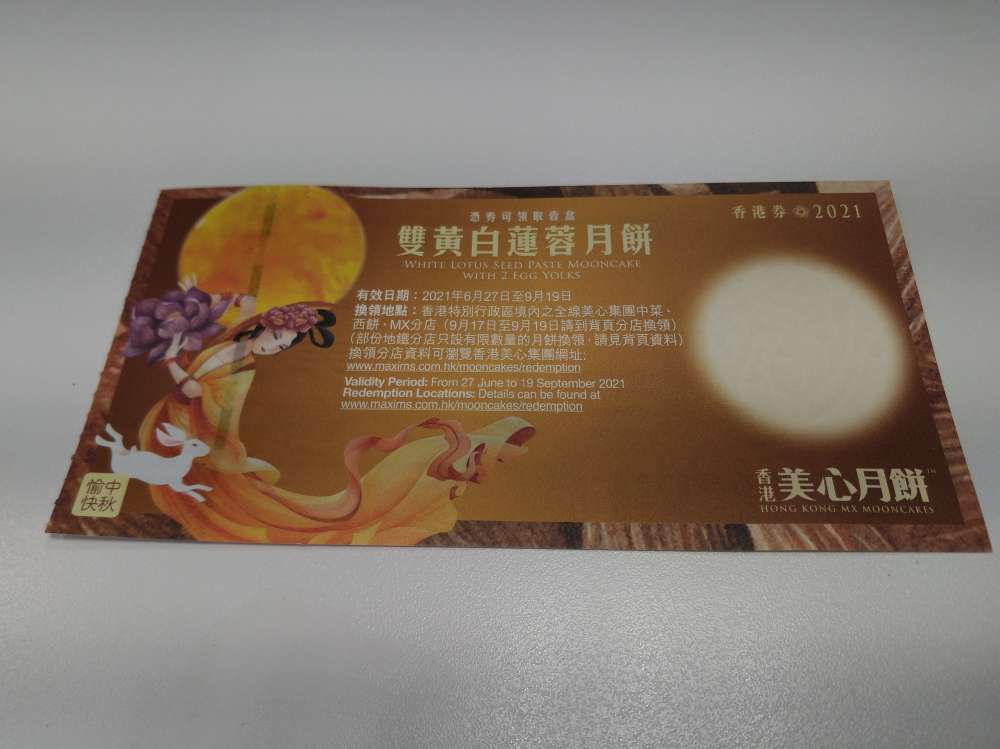 憑券可領取壹盒
香港券 2021
雙黃白蓮蓉月餅
WHITE LOTUS SEED PASTE MOONCAKE
WITH 2 EGG YOLKS
有效日期：2021年6月27日至9月19日
換領地點：香港特別行政區境內之全線美心集團中菜、
西餅、MX分店（9月17日至9月19日請到背頁分店換領）
（部份地鐵分店只設有限數量的月餅換領，請見背頁資料）
換領分店資料可瀏覽香港美心集團網址:
www.maxims.com.hk/mooncakes/redemption
Validity Period: From 27 June to 19 September 2021
Redemption Locations: Details can be found at
www.maxims.com.hk/mooncakes/redemption
愉中
快秋
香港 美心月餅™
HONG KONG MX MOONCAKES